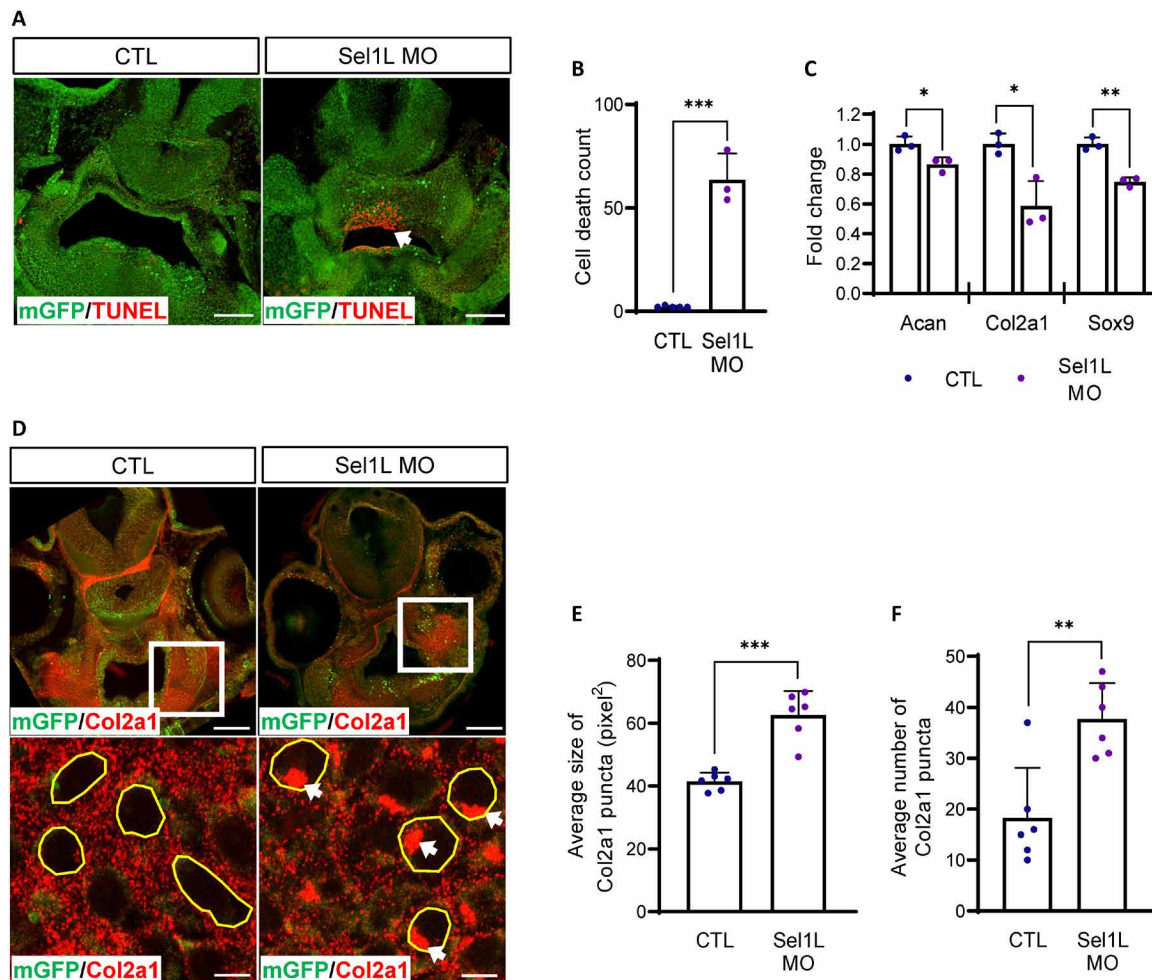 A
CTL
Sel1L MO
mGFP/TUNEL
mGFP/TUNEL
B
Cell death count
100
50
0
***
CTL
Sel1L
MO
C
Fold change
1.2
1.0
0.8
0.6
0.4
0.2
0.0
*
*
**
Acan
Col2a1
Sox9
CTL
Sel1L
MO
D
CTL
Sel1L MO
mGFP/Col2a1
mGFP/Col2a1
mGFP/Col2a1
mGFP/Col2a1
E
Average size of
Col2a1 puncta (pixel²)
80
60
40
20
0
***
CTL
Sel1L
MO
F
Average number of
Col2a1 puncta
50
40
30
20
10
0
**
CTL
Sel1L
MO